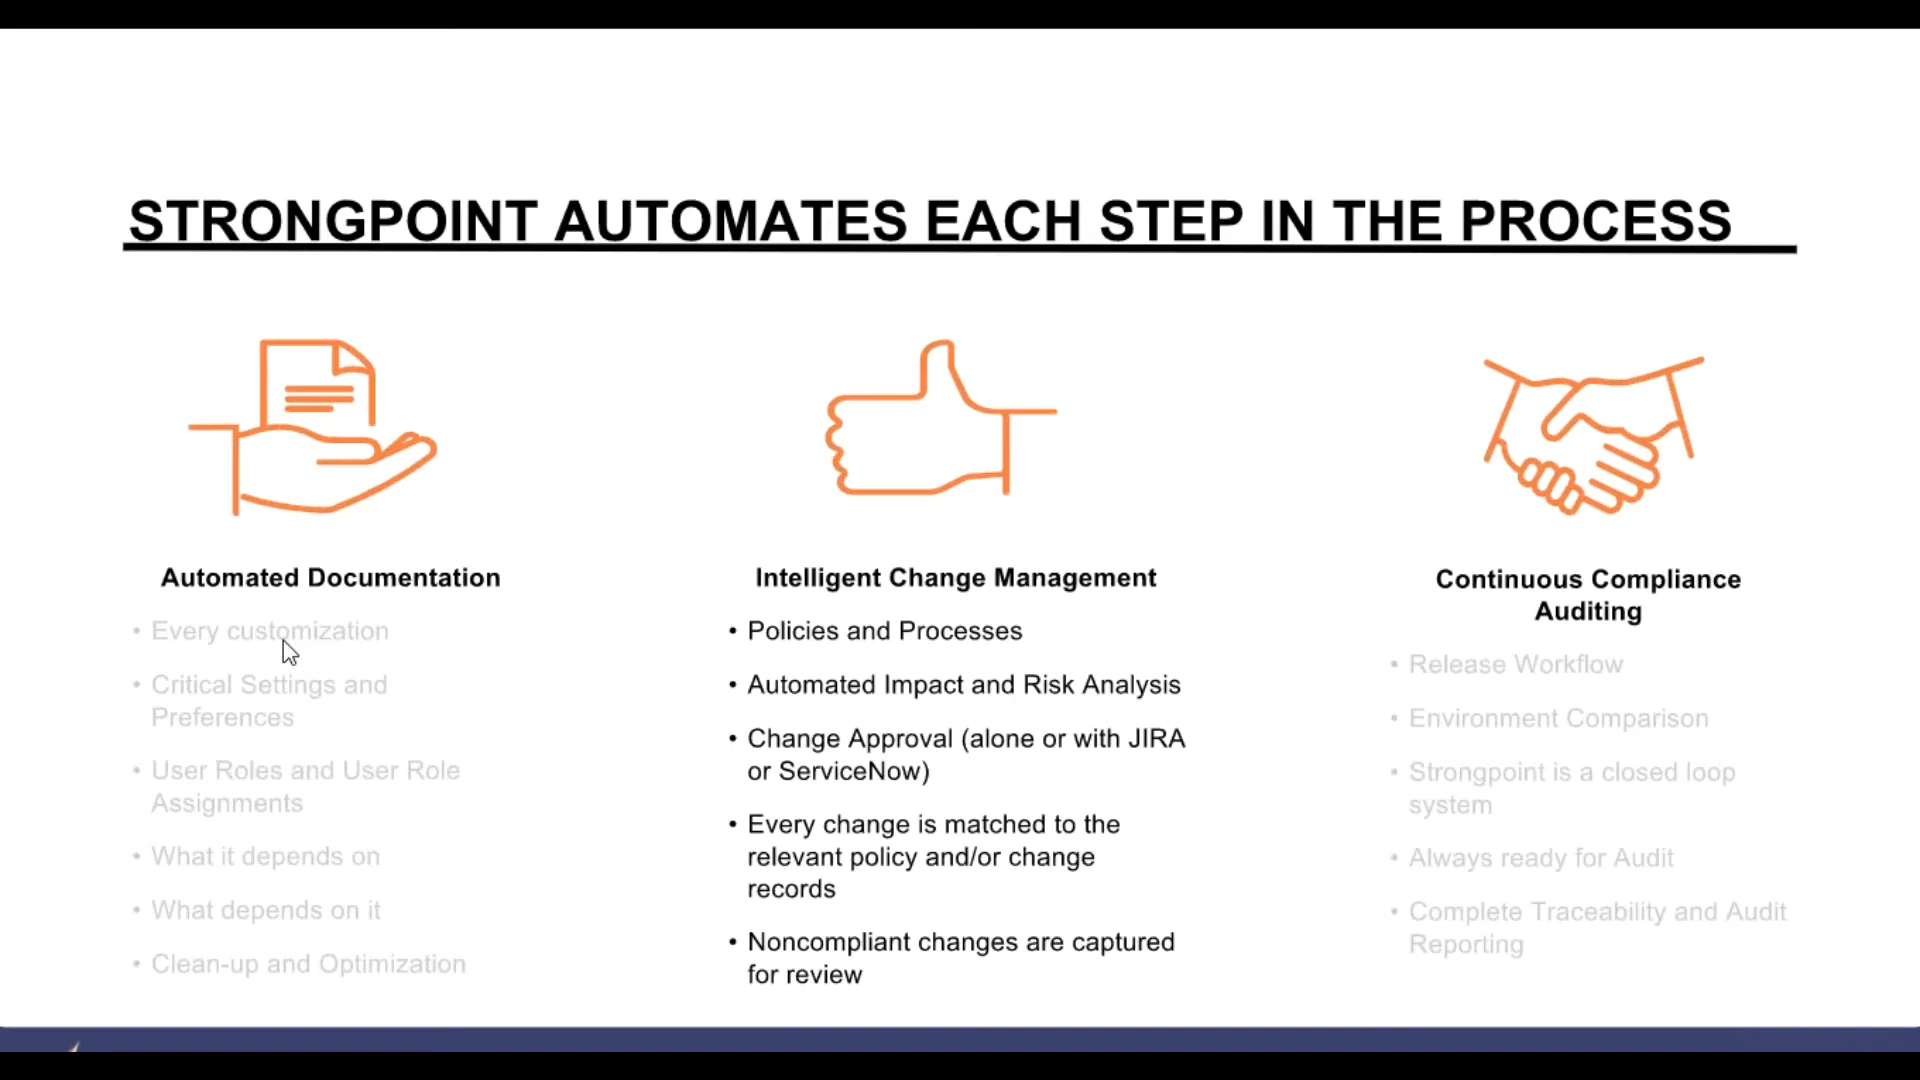 STRONGPOINT AUTOMATES EACH STEP IN THE PROCESS
Automated Documentation
• Every customization
• Critical Settings and
Preferences
• User Roles and User Role
Assignments
• What it depends on
• What depends on it
• Clean-up and Optimization
Intelligent Change Management
• Policies and Processes
• Automated Impact and Risk Analysis
• Change Approval (alone or with JIRA
or ServiceNow)
• Every change is matched to the
relevant policy and/or change
records
• Noncompliant changes are captured
for review
Continuous Compliance
Auditing
• Release Workflow
• Environment Comparison
• Strongpoint is a closed loop
system
• Always ready for Audit
• Complete Traceability and Audit
Reporting